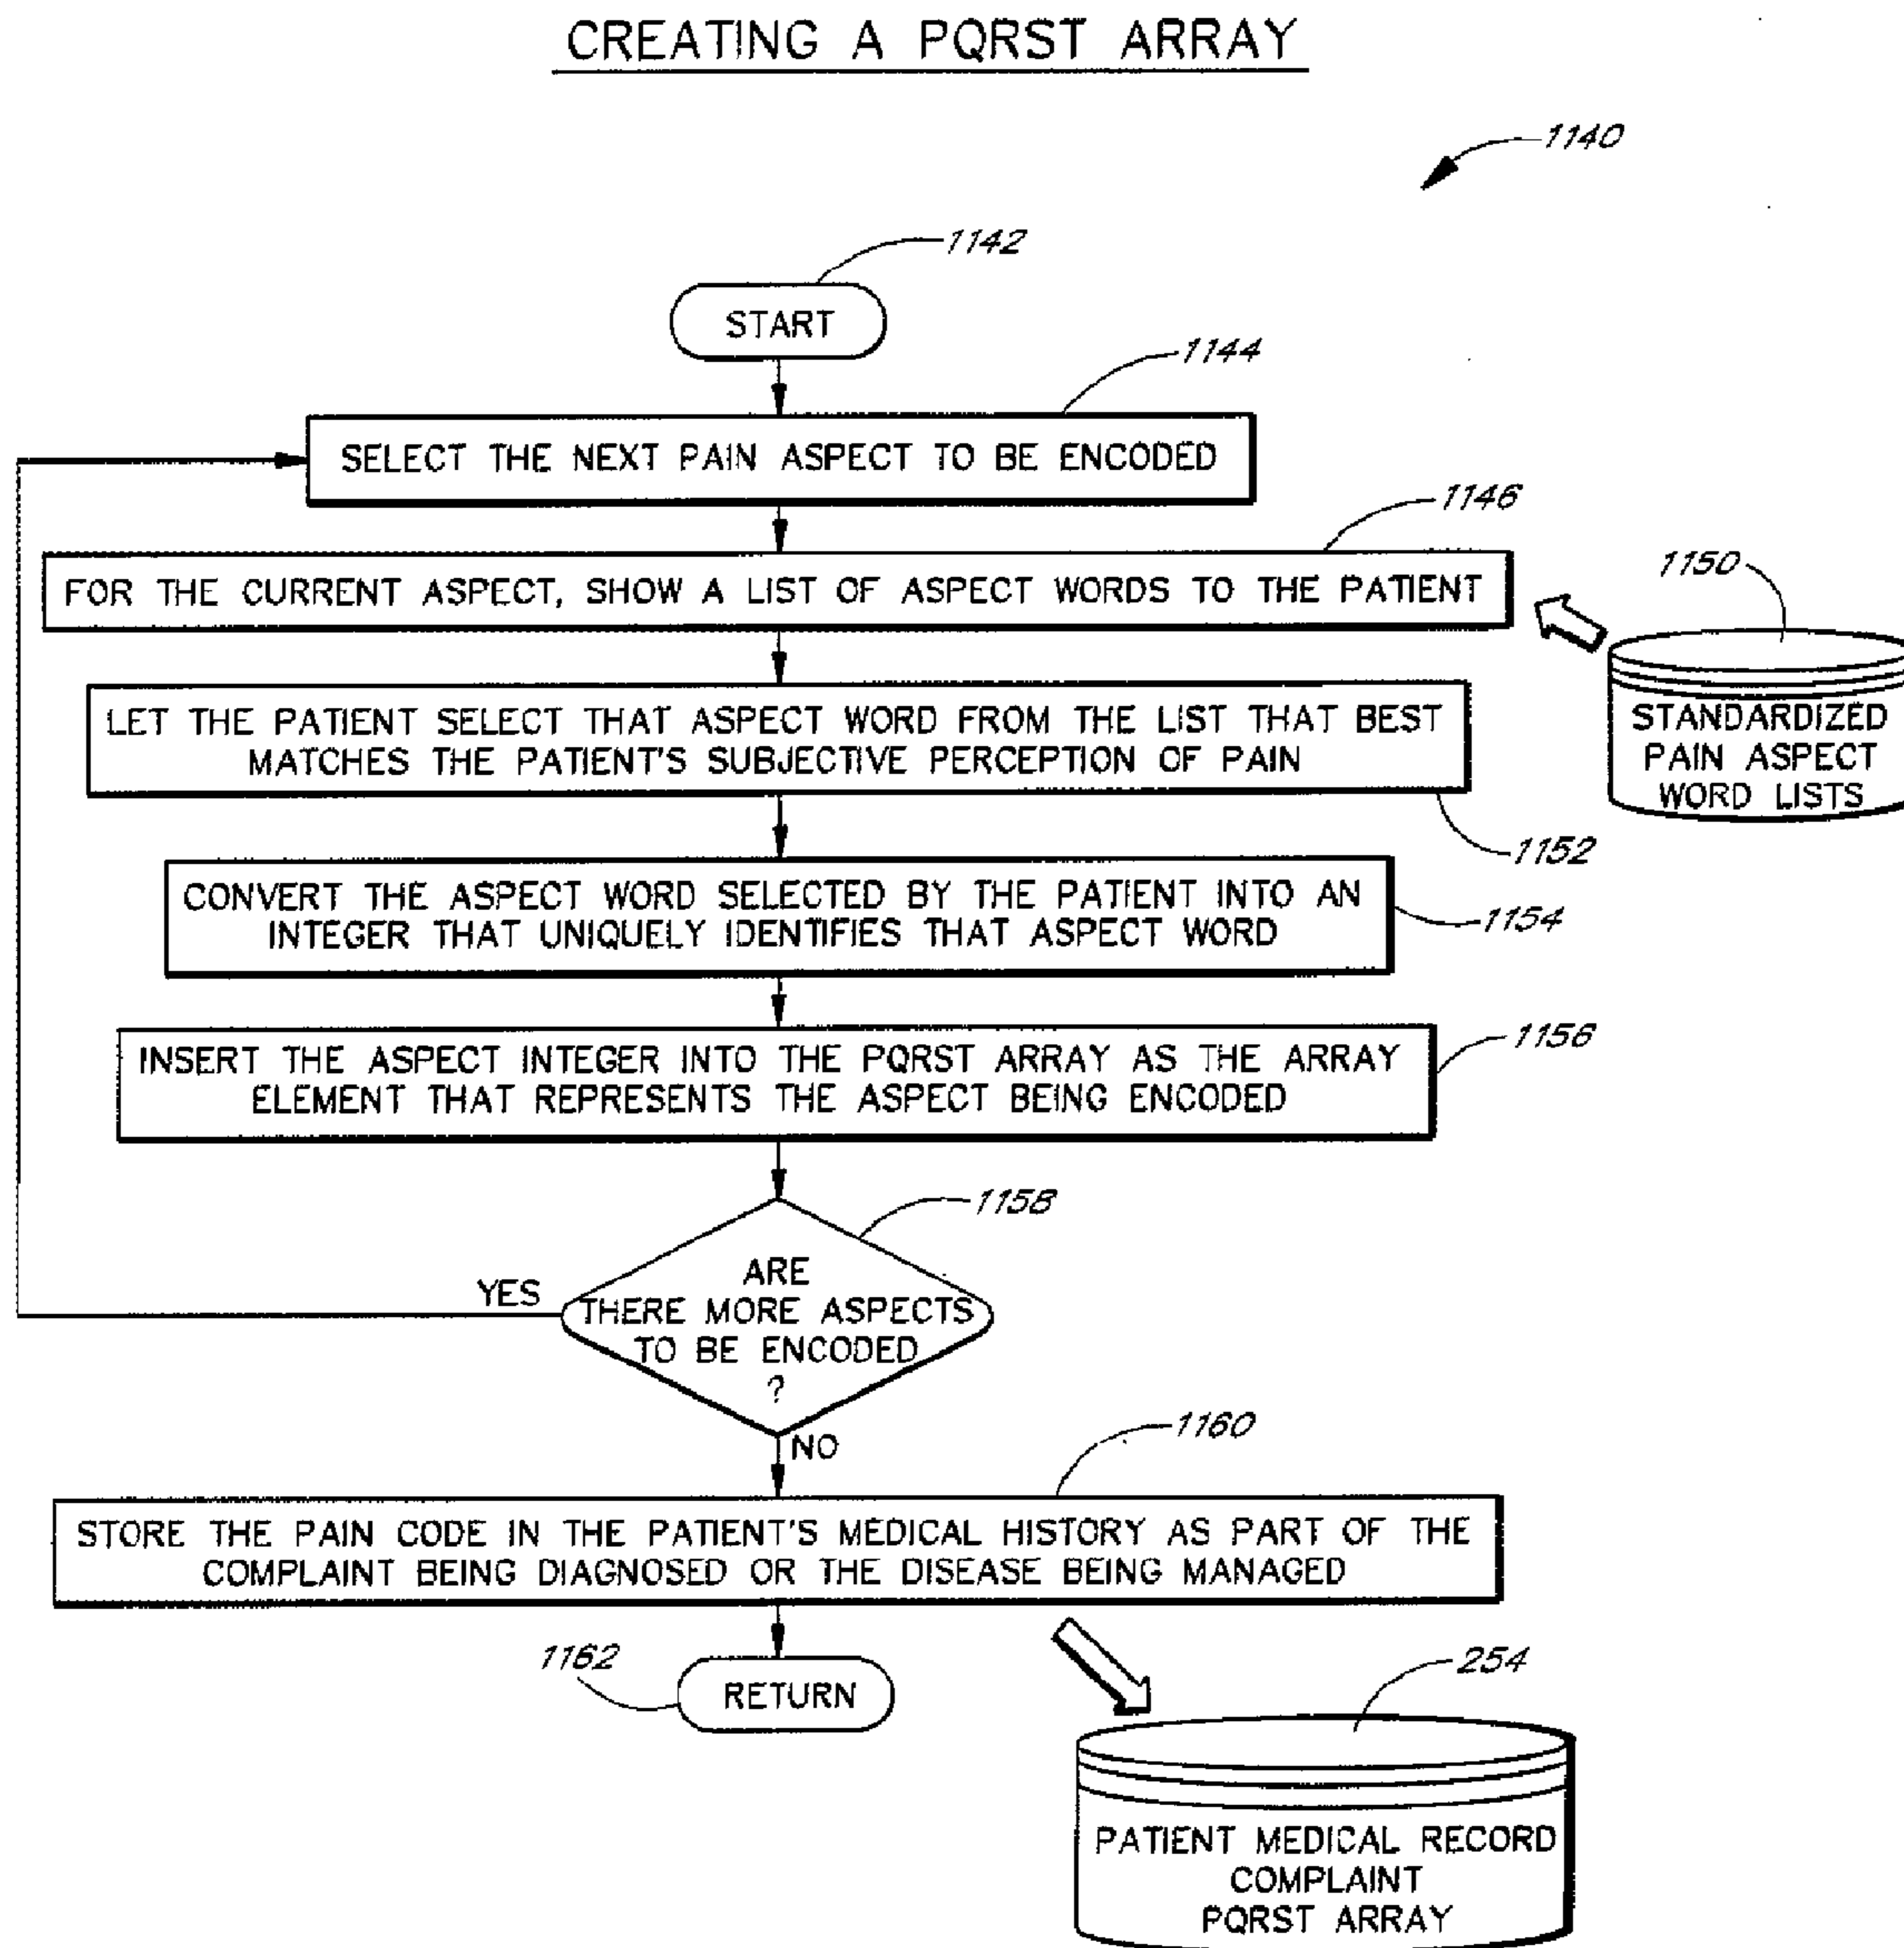 CREATING A PQRST ARRAY
1140
1142
START
1144
SELECT THE NEXT PAIN ASPECT TO BE ENCODED
1146
FOR THE CURRENT ASPECT, SHOW A LIST OF ASPECT WORDS TO THE PATIENT
1150
STANDARDIZED
PAIN ASPECT
WORD LISTS
LET THE PATIENT SELECT THAT ASPECT WORD FROM THE LIST THAT BEST
MATCHES THE PATIENT'S SUBJECTIVE PERCEPTION OF PAIN
1152
CONVERT THE ASPECT WORD SELECTED BY THE PATIENT INTO AN
INTEGER THAT UNIQUELY IDENTIFIES THAT ASPECT WORD
1154
INSERT THE ASPECT INTEGER INTO THE PQRST ARRAY AS THE ARRAY
ELEMENT THAT REPRESENTS THE ASPECT BEING ENCODED
1156
1158
ARE
THERE MORE ASPECTS
TO BE ENCODED
?
YES
NO
1160
STORE THE PAIN CODE IN THE PATIENT'S MEDICAL HISTORY AS PART OF THE
COMPLAINT BEING DIAGNOSED OR THE DISEASE BEING MANAGED
1162
RETURN
254
PATIENT MEDICAL RECORD
COMPLAINT
PQRST ARRAY